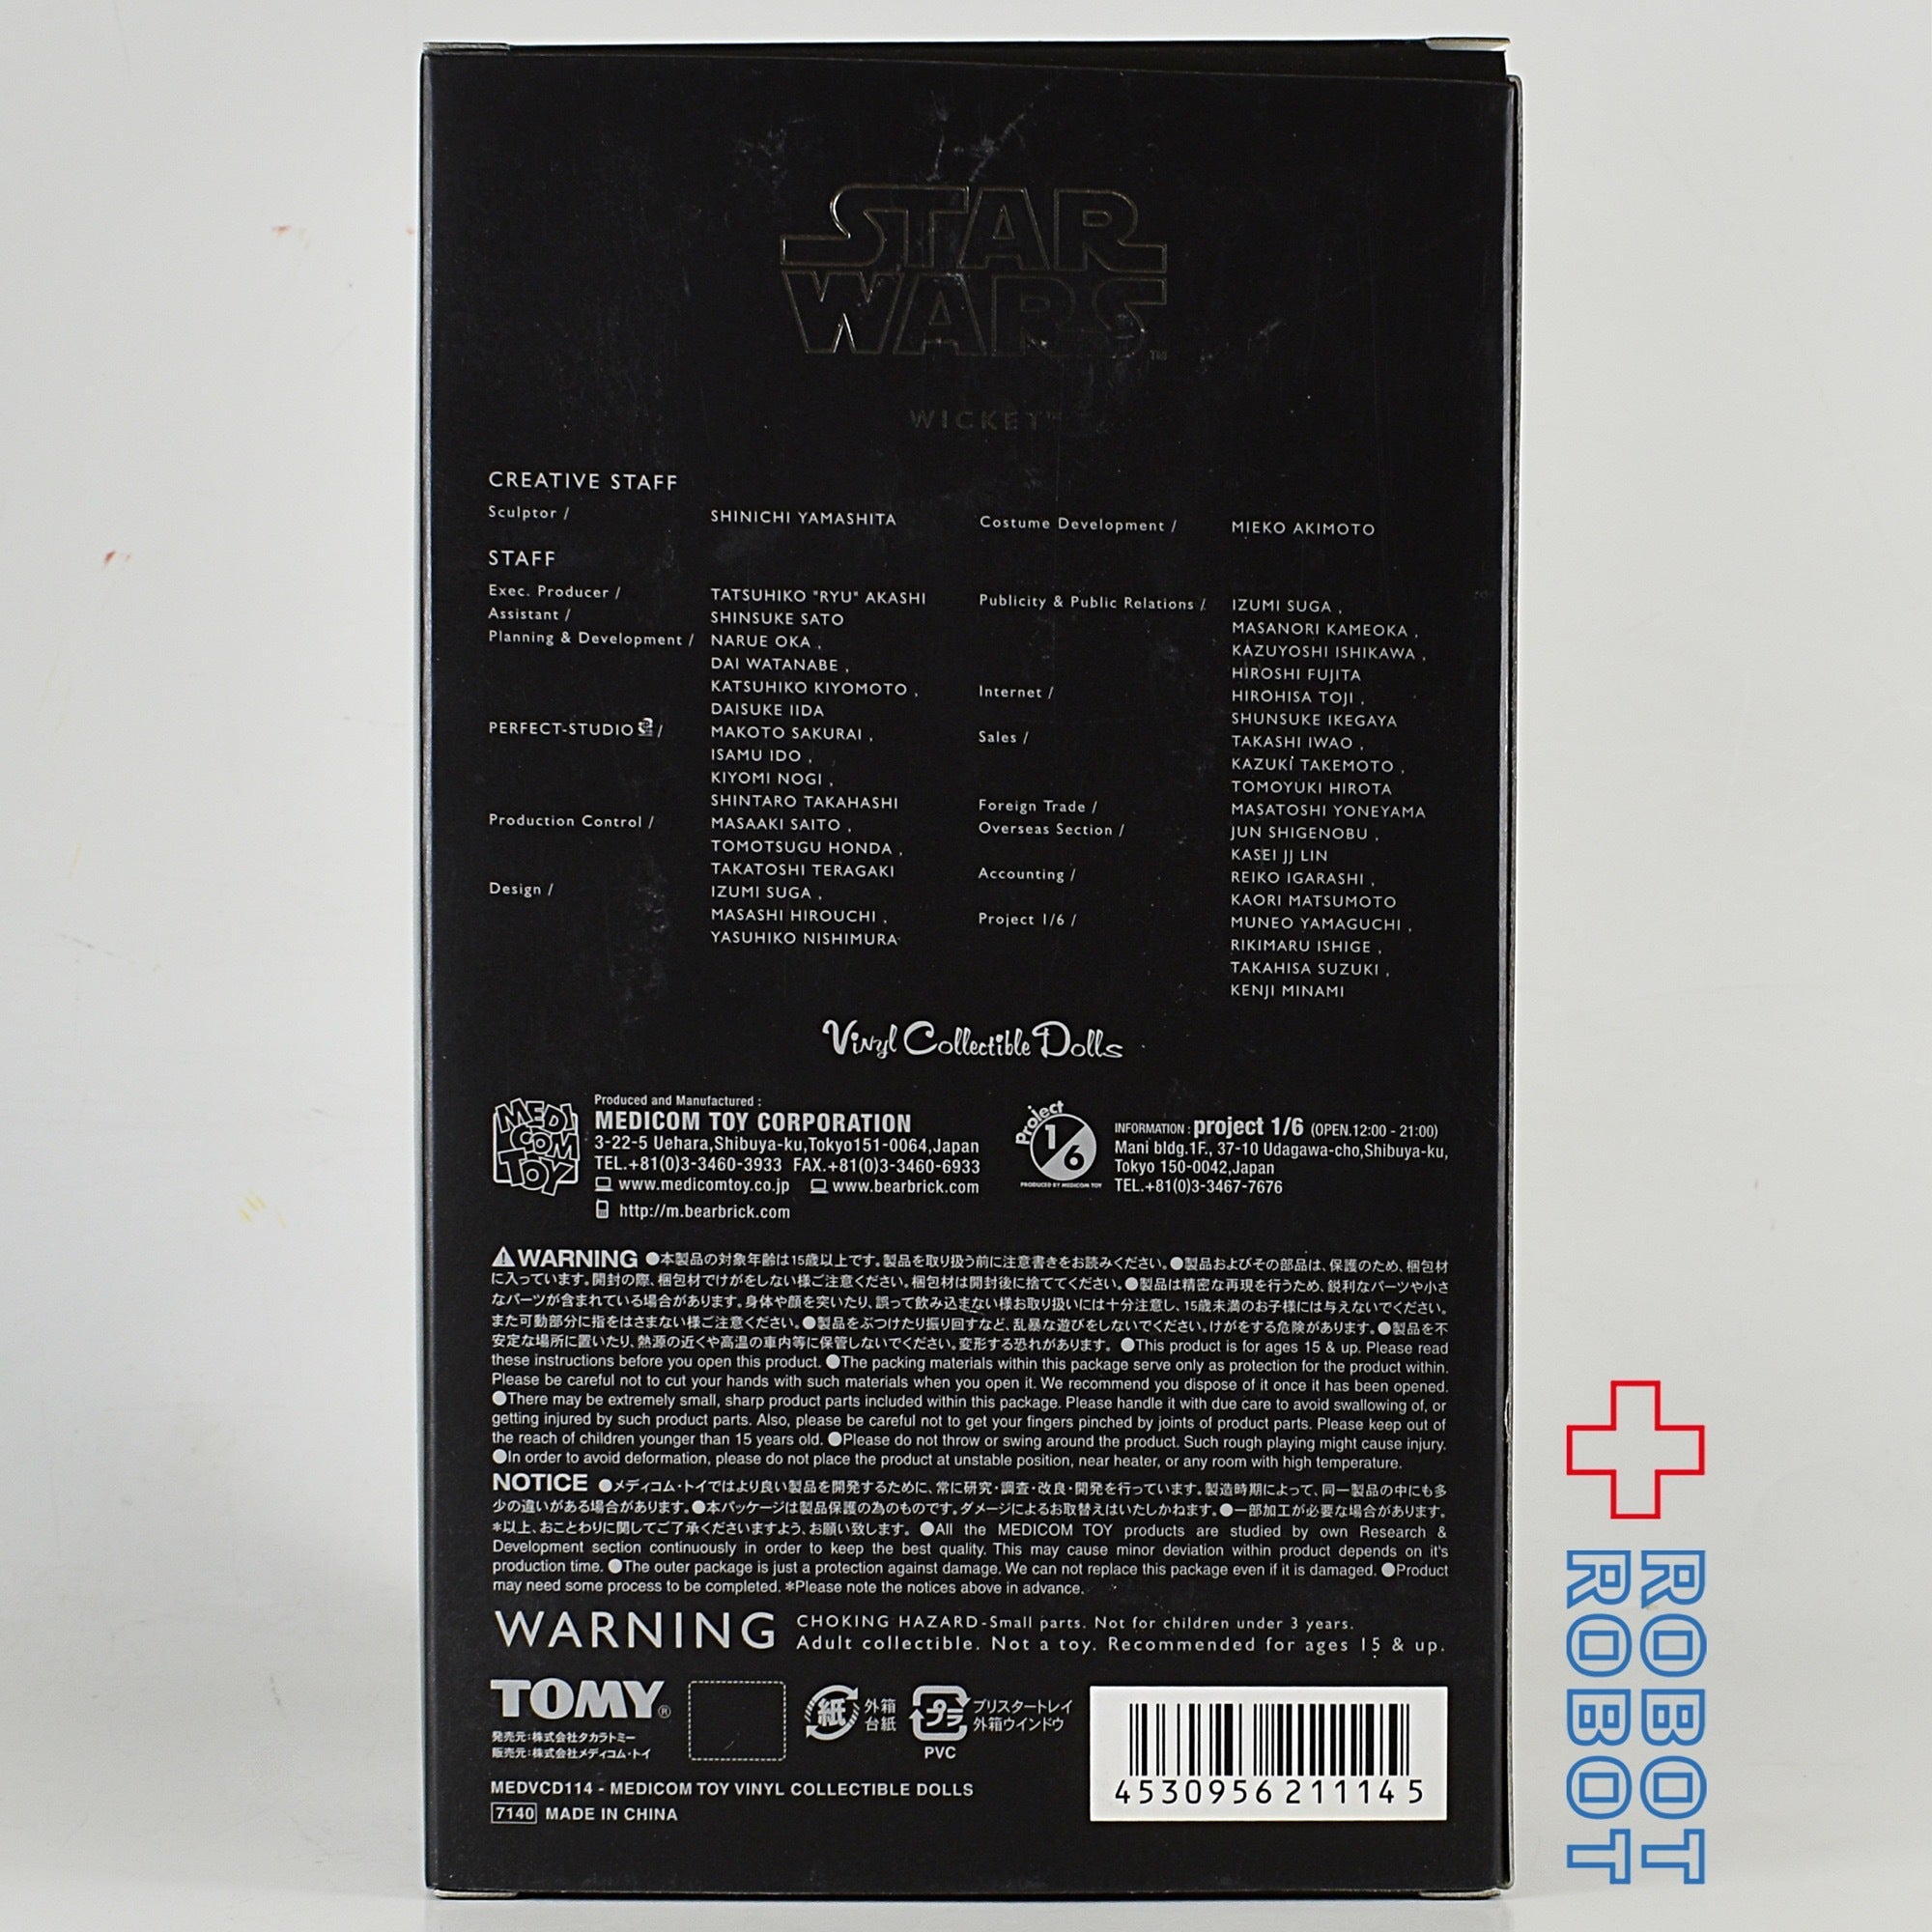 STAR
WARS™
WICKET™
CREATIVE STAFF
Sculptor / SHINICHI YAMASHITA
Costume Development / MIEKO AKIMOTO
STAFF
Exec. Producer / TATSUHIKO "RYU" AKASHI
Assistant / SHINSUKE SATO
Planning & Development / NARUE OKA ,
DAI WATANABE ,
KATSUHIKO KIYOMOTO ,
DAISUKE IIDA
PERFECT-STUDIO / MAKOTO SAKURAI ,
ISAMU IDO ,
KIYOMI NOGI ,
SHINTARO TAKAHASHI
Production Control / MASAAKI SAITO ,
TOMOTSUGU HONDA ,
TAKATOSHI TERAGAKI
Design / IZUMI SUGA ,
MASASHI HIROUCHI ,
YASUHIKO NISHIMURA
Publicity & Public Relations / IZUMI SUGA ,
MASANORI KAMEOKA ,
KAZUYOSHI ISHIKAWA ,
HIROSHI FUJITA
Internet / HIROHISA TOJI ,
SHUNSUKE IKEGAYA
Sales / TAKASHI IWAO ,
KAZUKI TAKEMOTO ,
TOMOYUKI HIROTA
Foreign Trade / MASATOSHI YONEYAMA
Overseas Section / JUN SHIGENOBU ,
KASEI JJ LIN
Accounting / REIKO IGARASHI ,
KAORI MATSUMOTO
Project 1/6 / MUNEO YAMAGUCHI ,
RIKIMARU ISHIGE ,
TAKAHISA SUZUKI ,
KENJI MINAMI
Vinyl Collectible Dolls
MEDI
COM
TOY
Produced and Manufactured :
MEDICOM TOY CORPORATION
3-22-5 Uehara,Shibuya-ku,Tokyo151-0064,Japan
TEL.+81(0)3-3460-3933 FAX.+81(0)3-3460-6933
www.medicomtoy.co.jp www.bearbrick.com
http://m.bearbrick.com
Project
1/6
PRODUCED BY MEDICOM TOY
INFORMATION : project 1/6 (OPEN.12:00 - 21:00)
Mani bldg.1F., 37-10 Udagawa-cho,Shibuya-ku,
Tokyo 150-0042,Japan
TEL.+81(0)3-3467-7676
⚠WARNING ●本製品の対象年齢は15歳以上です。製品を取り扱う前に注意書きをお読みください。●製品およびその部品は、保護のため、梱包材
に入っています。開封の際、梱包材でけがをしない様ご注意ください。梱包材は開封後に捨ててください。●製品は精密な再現を行うため、鋭利なパーツや小さ
なパーツが含まれている場合があります。身体や顔を突いたり、誤って飲み込まない様お取り扱いには十分注意し、15歳未満のお子様には与えないでください。
また可動部分に指をはさまない様ご注意ください。●製品をぶつけたり振り回すなど、乱暴な遊びをしないでください。けがをする危険があります。●製品を不
安定な場所に置いたり、熱源の近くや高温の車内等に保管しないでください。変形する恐れがあります。 ●This product is for ages 15 & up. Please read
these instructions before you open this product. ●The packing materials within this package serve only as protection for the product within.
Please be careful not to cut your hands with such materials when you open it. We recommend you dispose of it once it has been opened.
●There may be extremely small, sharp product parts included within this package. Please handle it with due care to avoid swallowing of, or
getting injured by such product parts. Also, please be careful not to get your fingers pinched by joints of product parts. Please keep out of
the reach of children younger than 15 years old. ●Please do not throw or swing around the product. Such rough playing might cause injury.
●In order to avoid deformation, please do not place the product at unstable position, near heater, or any room with high temperature.
NOTICE ●メディコム・トイではより良い製品を開発するために、常に研究・調査・改良・開発を行っています。製造時期によって、同一製品の中にも多
少の違いがある場合があります。●本パッケージは製品保護の為のものです。ダメージによるお取替えはいたしかねます。●一部加工が必要な場合があります。
*以上、おことわりに関してご了承くださいますよう、お願い致します。 ●All the MEDICOM TOY products are studied by own Research &
Development section continuously in order to keep the best quality. This may cause minor deviation within product depends on it's
production time. ●The outer package is just a protection against damage. We can not replace this package even if it is damaged. ●Product
may need some process to be completed. *Please note the notices above in advance.
WARNING CHOKING HAZARD-Small parts. Not for children under 3 years.
Adult collectible. Not a toy. Recommended for ages 15 & up.
TOMY®
発売元:株式会社タカラトミー
販売元:株式会社メディコム・トイ
紙 外箱
台紙
プラ ブリスタートレイ
外箱ウインドウ
PVC
MEDVCD114 - MEDICOM TOY VINYL COLLECTIBLE DOLLS
7140 MADE IN CHINA
4530956211145
ROBOT
ROBOT